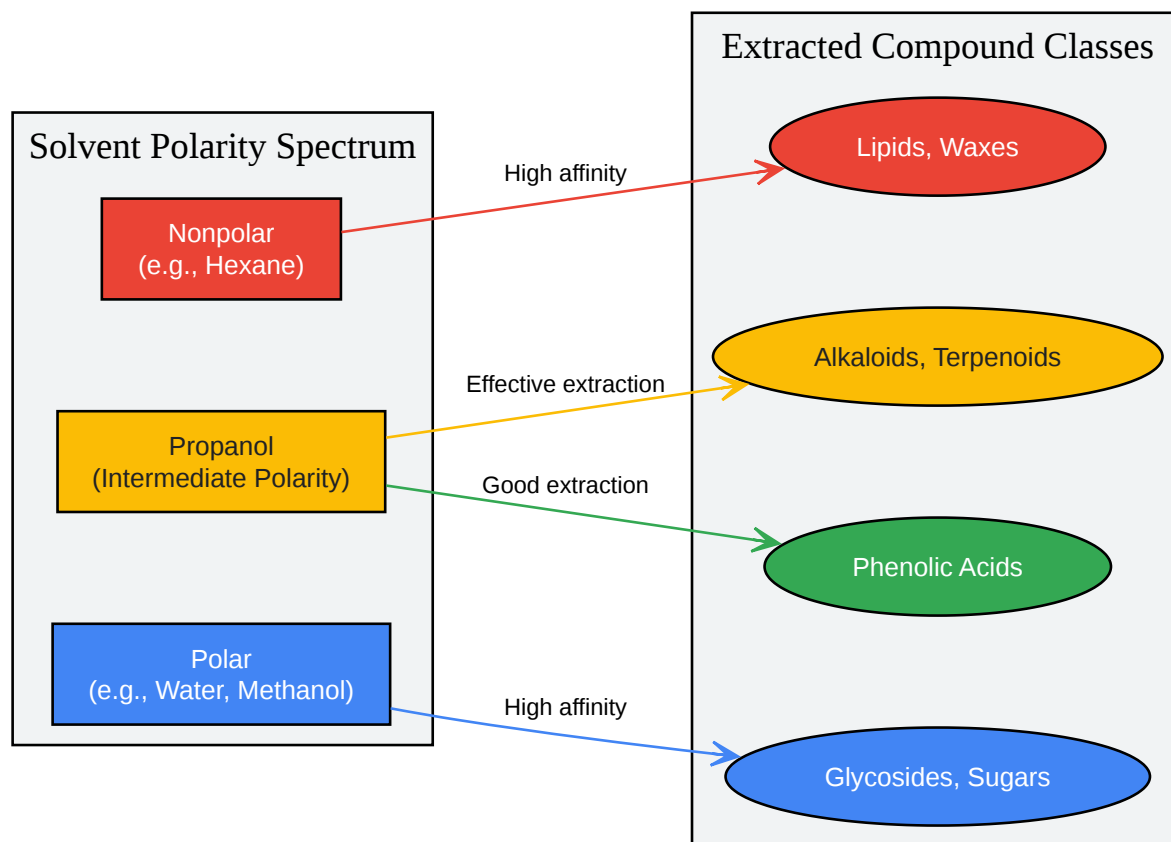 Extracted Compound Classes
Solvent Polarity Spectrum
Nonpolar
(e.g., Hexane)
High affinity
Lipids, Waxes
Propanol
(Intermediate Polarity)
Effective extraction
Alkaloids, Terpenoids
Good extraction
Phenolic Acids
Polar
(e.g., Water, Methanol)
High affinity
Glycosides, Sugars